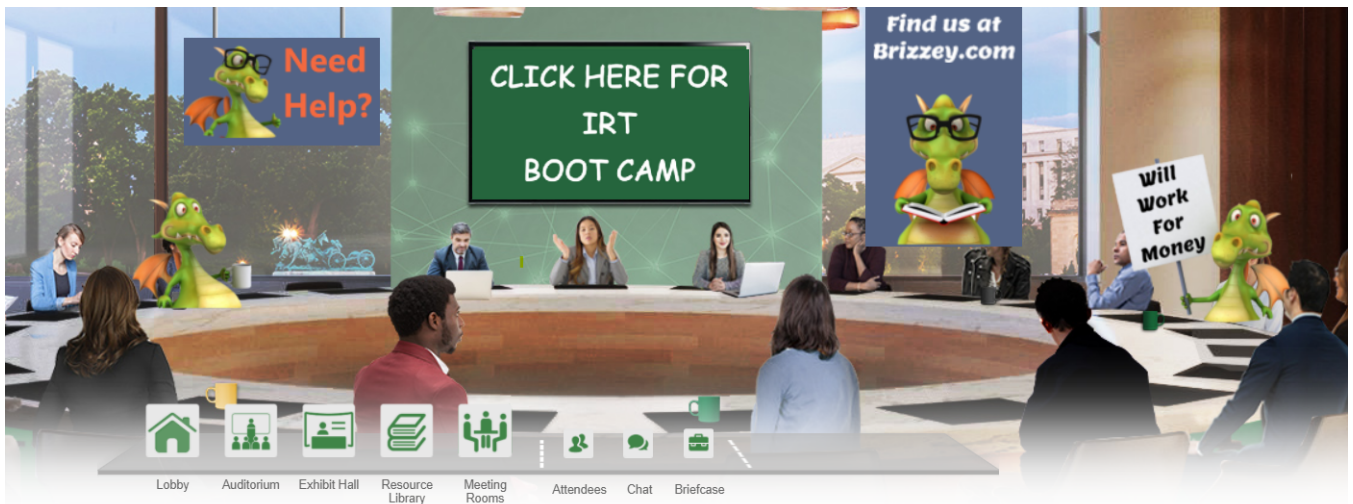 Need
Help?
CLICK HERE FOR
IRT
BOOT CAMP
Find us at
Brizzey.com
Will
Work
For
Money
Lobby
Auditorium
Exhibit Hall
Resource
Library
Meeting
Rooms
Attendees
Chat
Briefcase